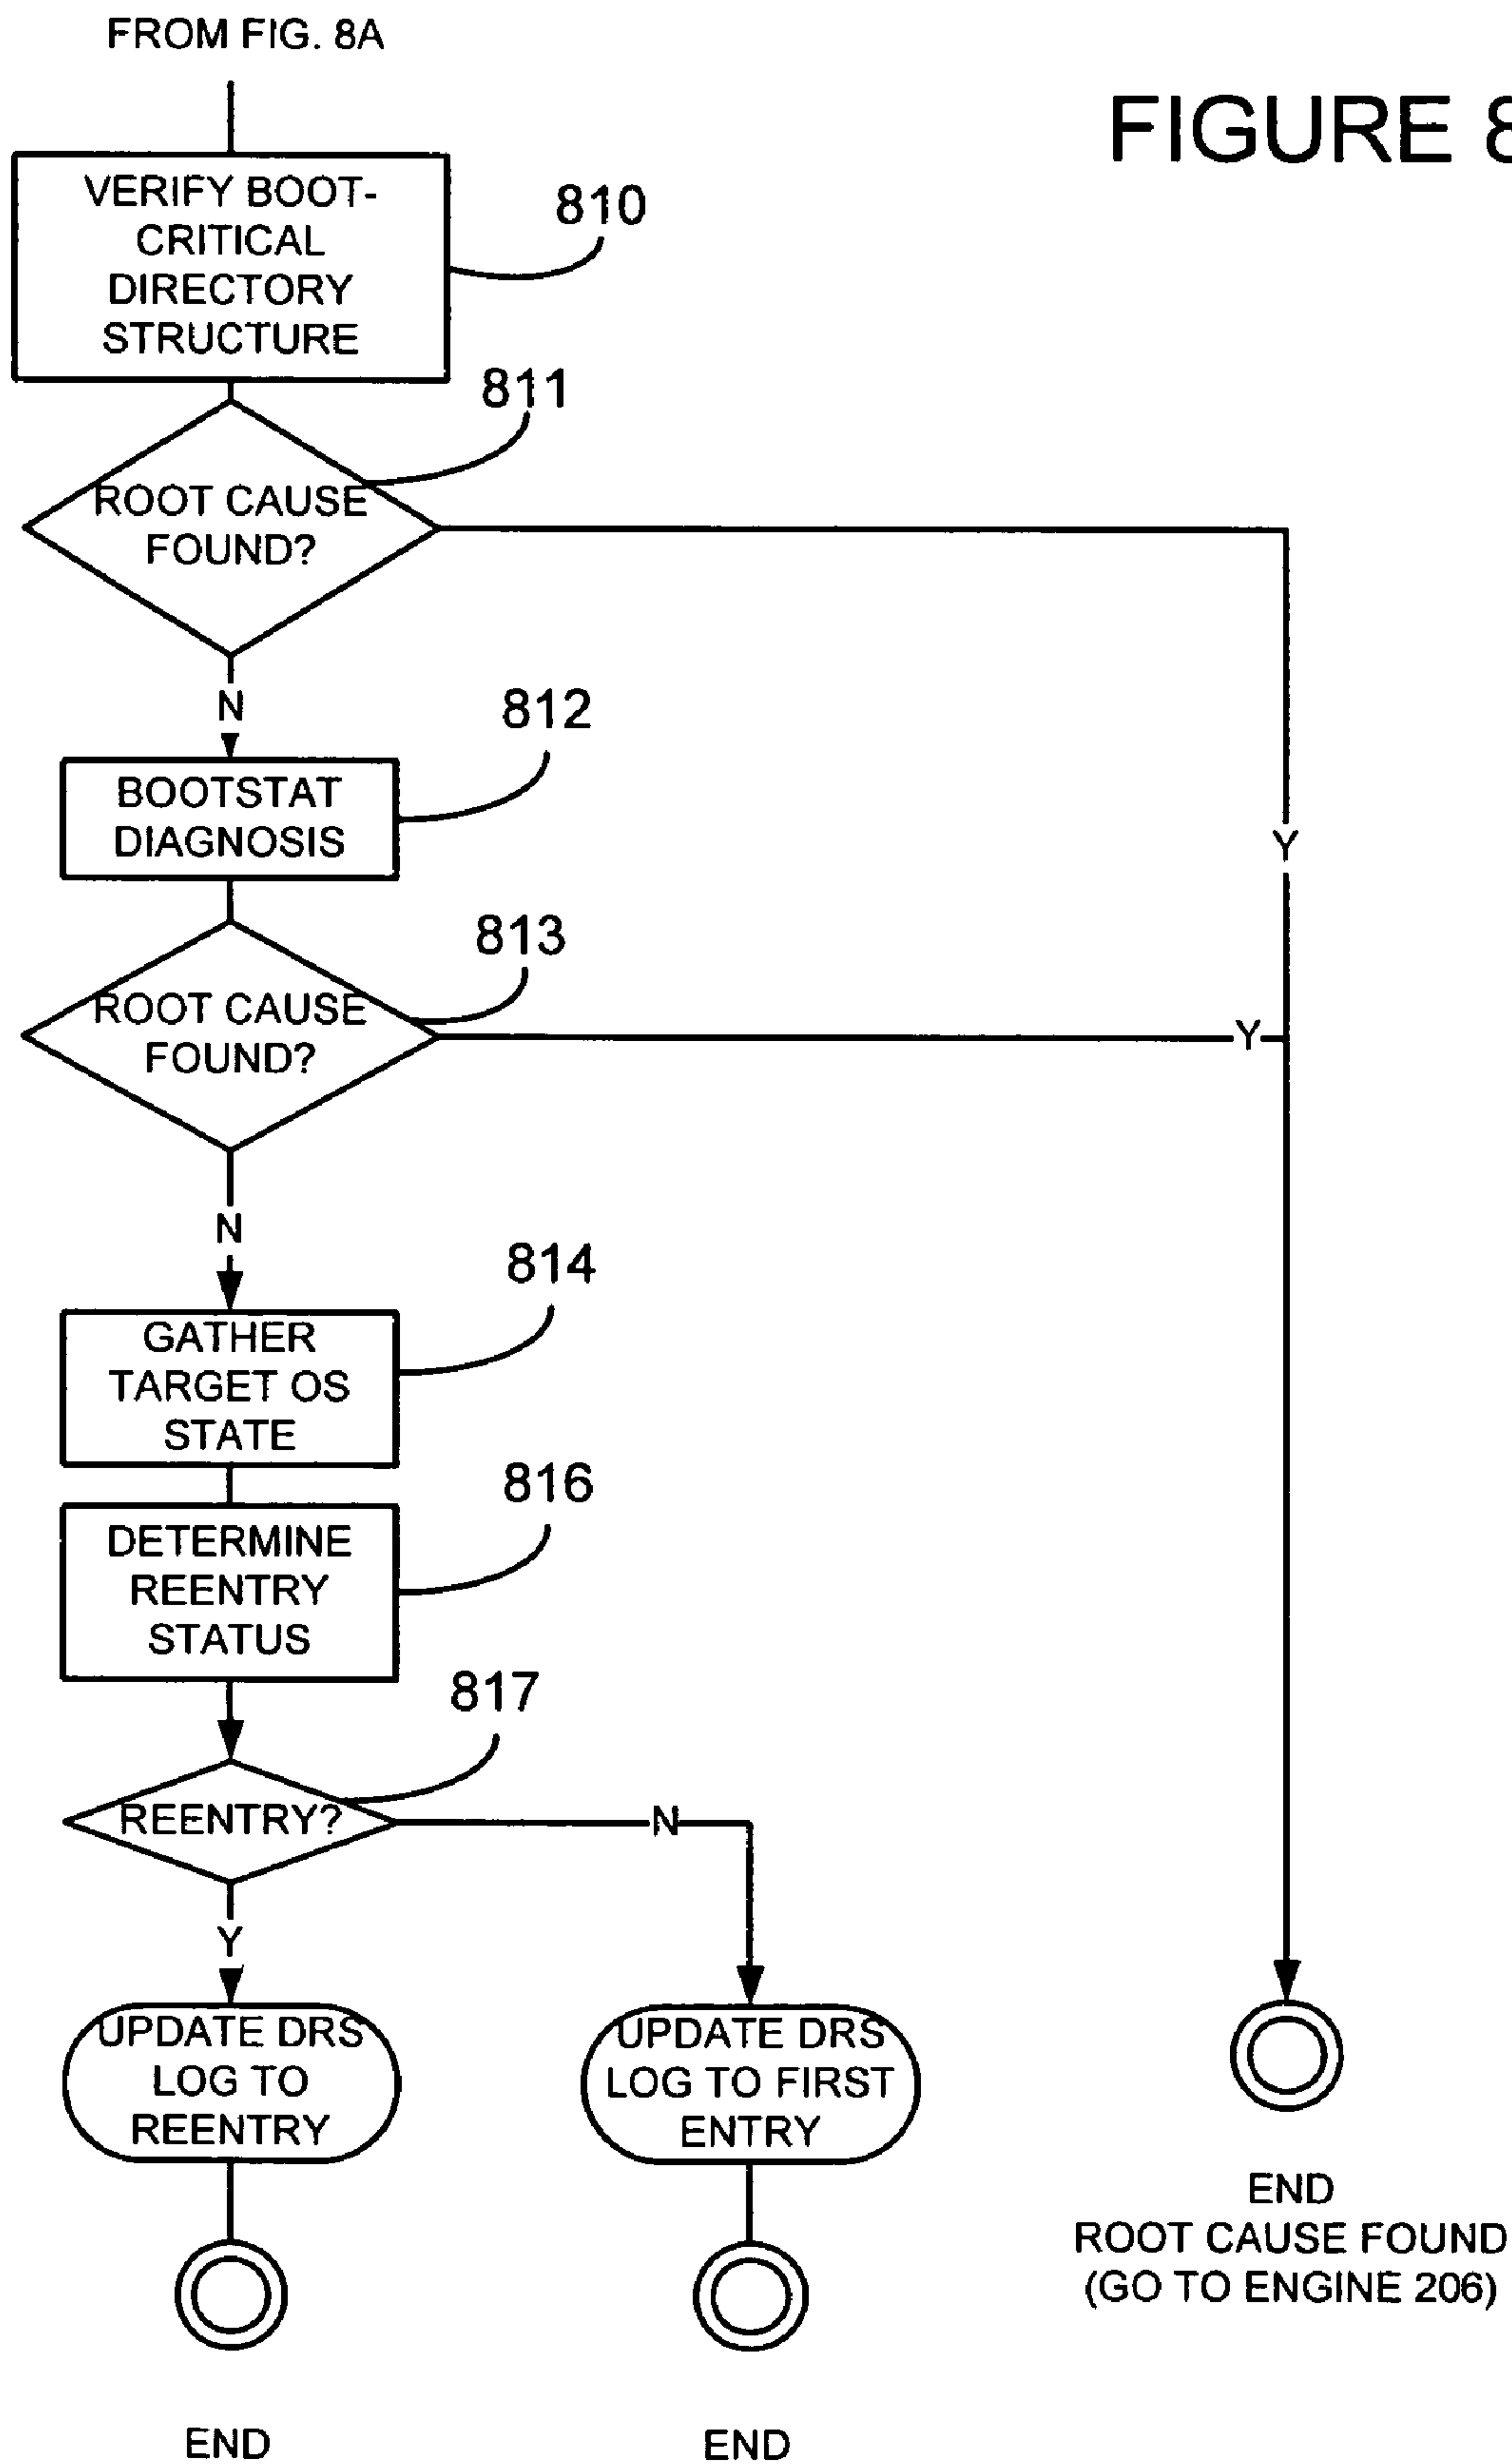 FROM FIG. 8A
FIGURE 8
VERIFY BOOT-
CRITICAL
DIRECTORY
STRUCTURE
810
811
ROOT CAUSE
FOUND?
N
812
BOOTSTAT
DIAGNOSIS
Y
813
ROOT CAUSE
FOUND?
Y
N
814
GATHER
TARGET OS
STATE
816
DETERMINE
REENTRY
STATUS
817
REENTRY?
N
Y
UPDATE DRS
LOG TO
REENTRY
UPDATE DRS
LOG TO FIRST
ENTRY
END
ROOT CAUSE FOUND
(GO TO ENGINE 206)
END
END